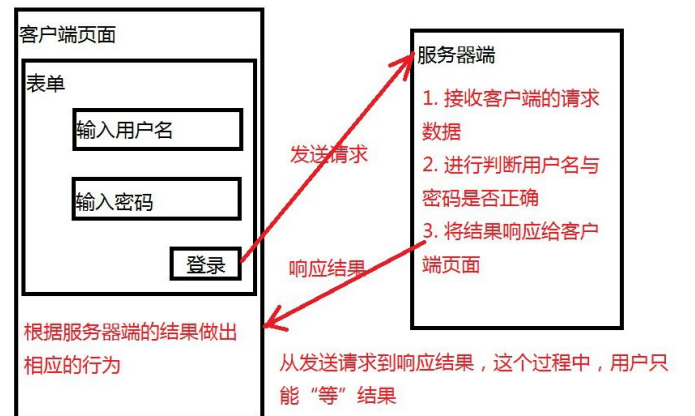 客户端页面
表单
输入用户名
输入密码
登录
根据服务器端的结果做出
相应的行为
发送请求
响应结果
服务器端
1. 接收客户端的请求
数据
2. 进行判断用户名与
密码是否正确
3. 将结果响应给客户
端页面
从发送请求到响应结果，这个过程中，用户只
能“等”结果